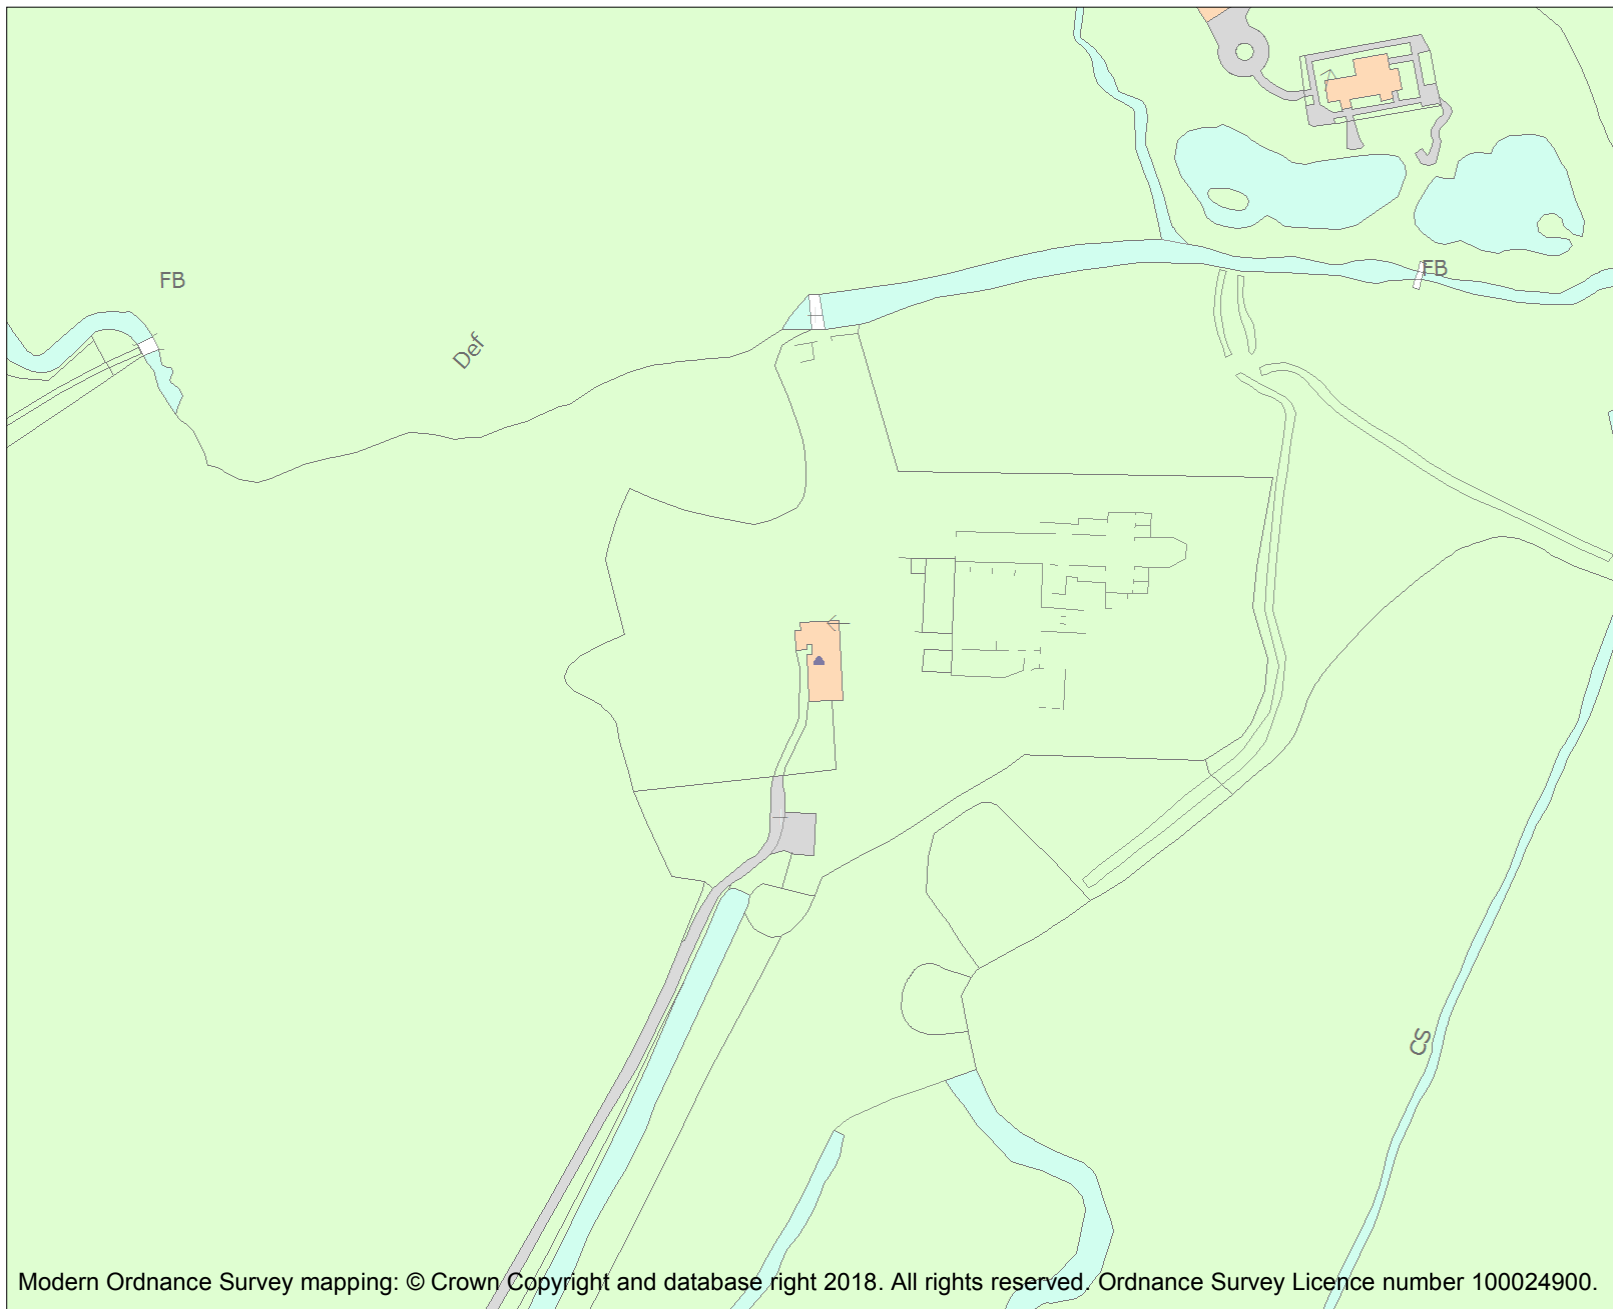 FB
FB
Def
CS
Modern Ordnance Survey mapping: © Crown Copyright and database right 2018. All rights reserved. Ordnance Survey Licence number 100024900.